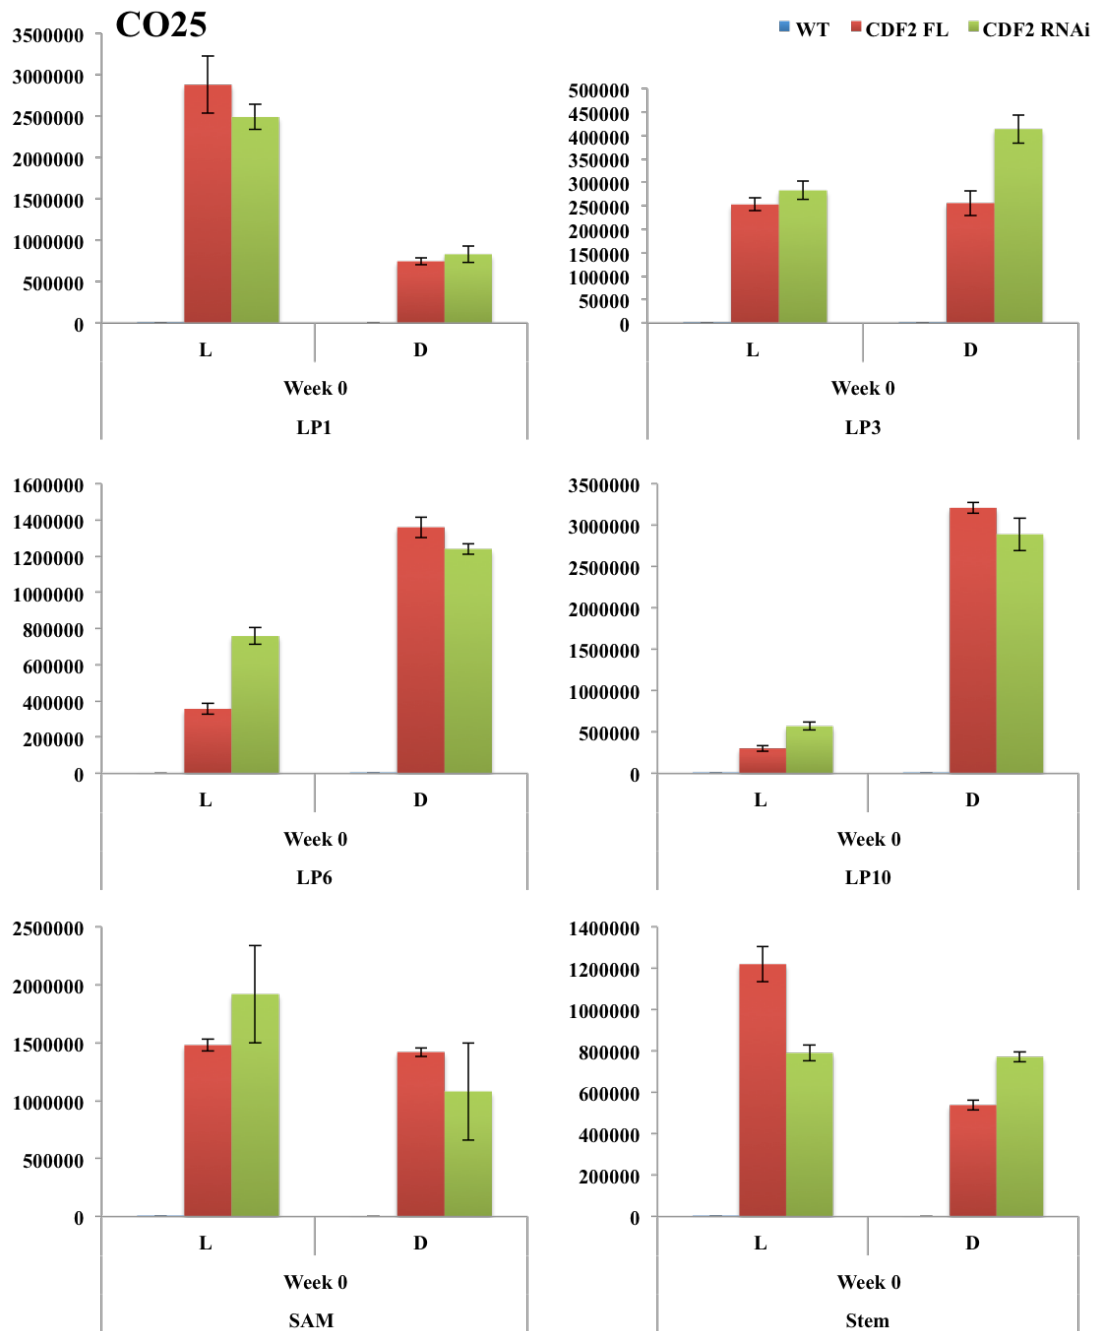 CO25
WT CDF2 FL CDF2 RNAi
3500000
3000000
2500000
2000000
1500000
1000000
500000
0
L D
Week 0
LP1
500000
450000
400000
350000
300000
250000
200000
150000
100000
50000
0
L D
Week 0
LP3
1600000
1400000
1200000
1000000
800000
600000
400000
200000
0
L D
Week 0
LP6
3500000
3000000
2500000
2000000
1500000
1000000
500000
0
L D
Week 0
LP10
2500000
2000000
1500000
1000000
500000
0
L D
Week 0
SAM
1400000
1200000
1000000
800000
600000
400000
200000
0
L D
Week 0
Stem